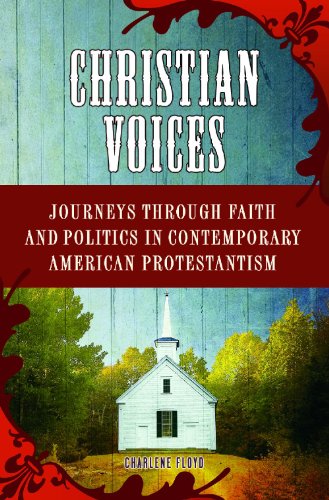 CHRISTIAN
VOICES
JOURNEYS THROUGH FAITH
AND POLITICS IN CONTEMPORARY
AMERICAN PROTESTANTISM
CHARLENE FLOYD